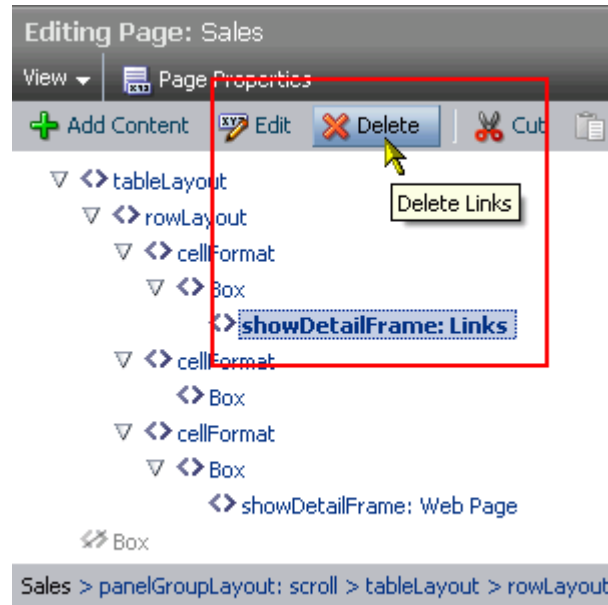 Editing Page: Sales
View Page Properties
Add Content Edit Delete Cut
Delete Links
<> tableLayout
<> rowLayout
<> cellFormat
<> Box
<> showDetailFrame: Links
<> cellFormat
<> Box
<> cellFormat
<> Box
<> showDetailFrame: Web Page
Box
Sales > panelGroupLayout: scroll > tableLayout > rowLayout